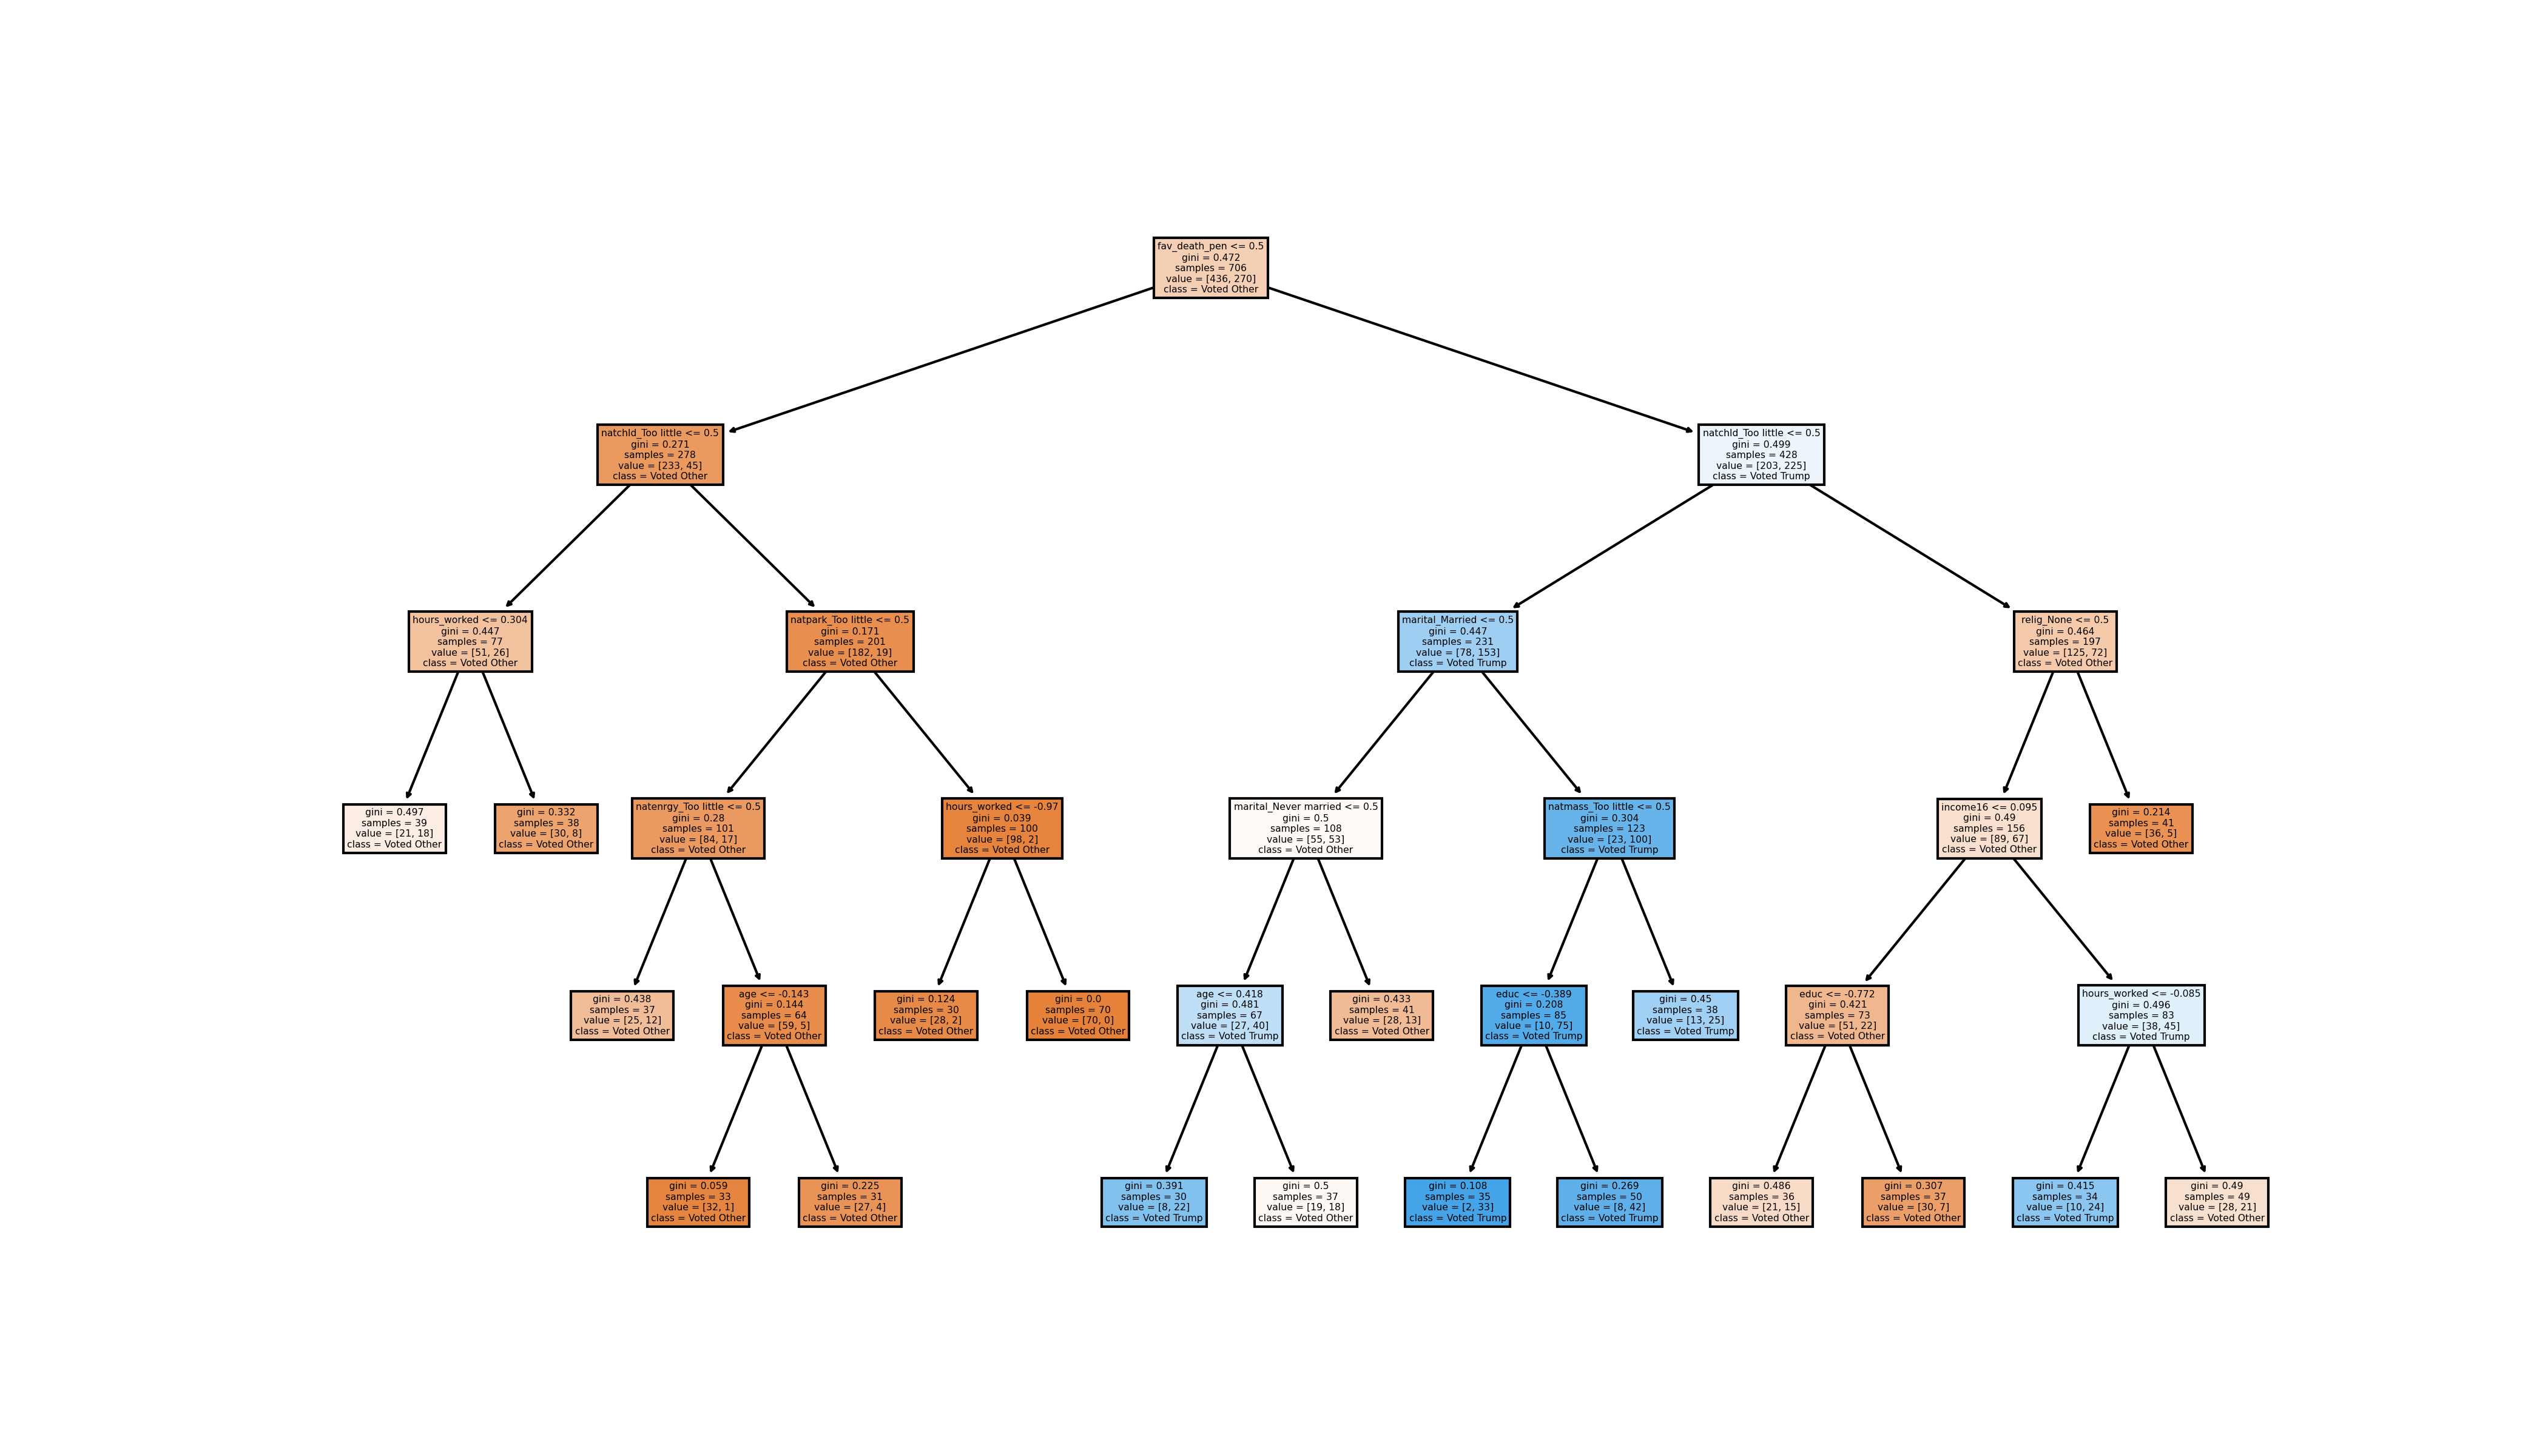 fav_death_pen <= 0.5
gini = 0.472
samples = 706
value = [436, 270]
class = Voted Other
natchld_Too little <= 0.5
gini = 0.271
samples = 278
value = [233, 45]
class = Voted Other
natchld_Too little <= 0.5
gini = 0.499
samples = 428
value = [203, 225]
class = Voted Trump
hours_worked <= 0.304
gini = 0.447
samples = 77
value = [51, 26]
class = Voted Other
natpark_Too little <= 0.5
gini = 0.171
samples = 201
value = [182, 19]
class = Voted Other
marital_Married <= 0.5
gini = 0.447
samples = 231
value = [78, 153]
class = Voted Trump
relig_None <= 0.5
gini = 0.464
samples = 197
value = [125, 72]
class = Voted Other
gini = 0.497
samples = 39
value = [21, 18]
class = Voted Other
gini = 0.332
samples = 38
value = [30, 8]
class = Voted Other
natenrgy_Too little <= 0.5
gini = 0.28
samples = 101
value = [84, 17]
class = Voted Other
hours_worked <= -0.97
gini = 0.039
samples = 100
value = [98, 2]
class = Voted Other
marital_Never married <= 0.5
gini = 0.5
samples = 108
value = [55, 53]
class = Voted Other
natmass_Too little <= 0.5
gini = 0.304
samples = 123
value = [23, 100]
class = Voted Trump
income16 <= 0.095
gini = 0.49
samples = 156
value = [89, 67]
class = Voted Other
gini = 0.214
samples = 41
value = [36, 5]
class = Voted Other
gini = 0.438
samples = 37
value = [25, 12]
class = Voted Other
age <= -0.143
gini = 0.144
samples = 64
value = [59, 5]
class = Voted Other
gini = 0.124
samples = 30
value = [28, 2]
class = Voted Other
gini = 0.0
samples = 70
value = [70, 0]
class = Voted Other
age <= 0.418
gini = 0.481
samples = 67
value = [27, 40]
class = Voted Trump
gini = 0.433
samples = 41
value = [28, 13]
class = Voted Other
educ <= -0.389
gini = 0.208
samples = 85
value = [10, 75]
class = Voted Trump
gini = 0.45
samples = 38
value = [13, 25]
class = Voted Trump
educ <= -0.772
gini = 0.421
samples = 73
value = [51, 22]
class = Voted Other
hours_worked <= -0.085
gini = 0.496
samples = 83
value = [38, 45]
class = Voted Trump
gini = 0.059
samples = 33
value = [32, 1]
class = Voted Other
gini = 0.225
samples = 31
value = [27, 4]
class = Voted Other
gini = 0.391
samples = 30
value = [8, 22]
class = Voted Trump
gini = 0.5
samples = 37
value = [19, 18]
class = Voted Other
gini = 0.108
samples = 35
value = [2, 33]
class = Voted Trump
gini = 0.269
samples = 50
value = [8, 42]
class = Voted Trump
gini = 0.486
samples = 36
value = [21, 15]
class = Voted Other
gini = 0.307
samples = 37
value = [30, 7]
class = Voted Other
gini = 0.415
samples = 34
value = [10, 24]
class = Voted Trump
gini = 0.49
samples = 49
value = [28, 21]
class = Voted Other